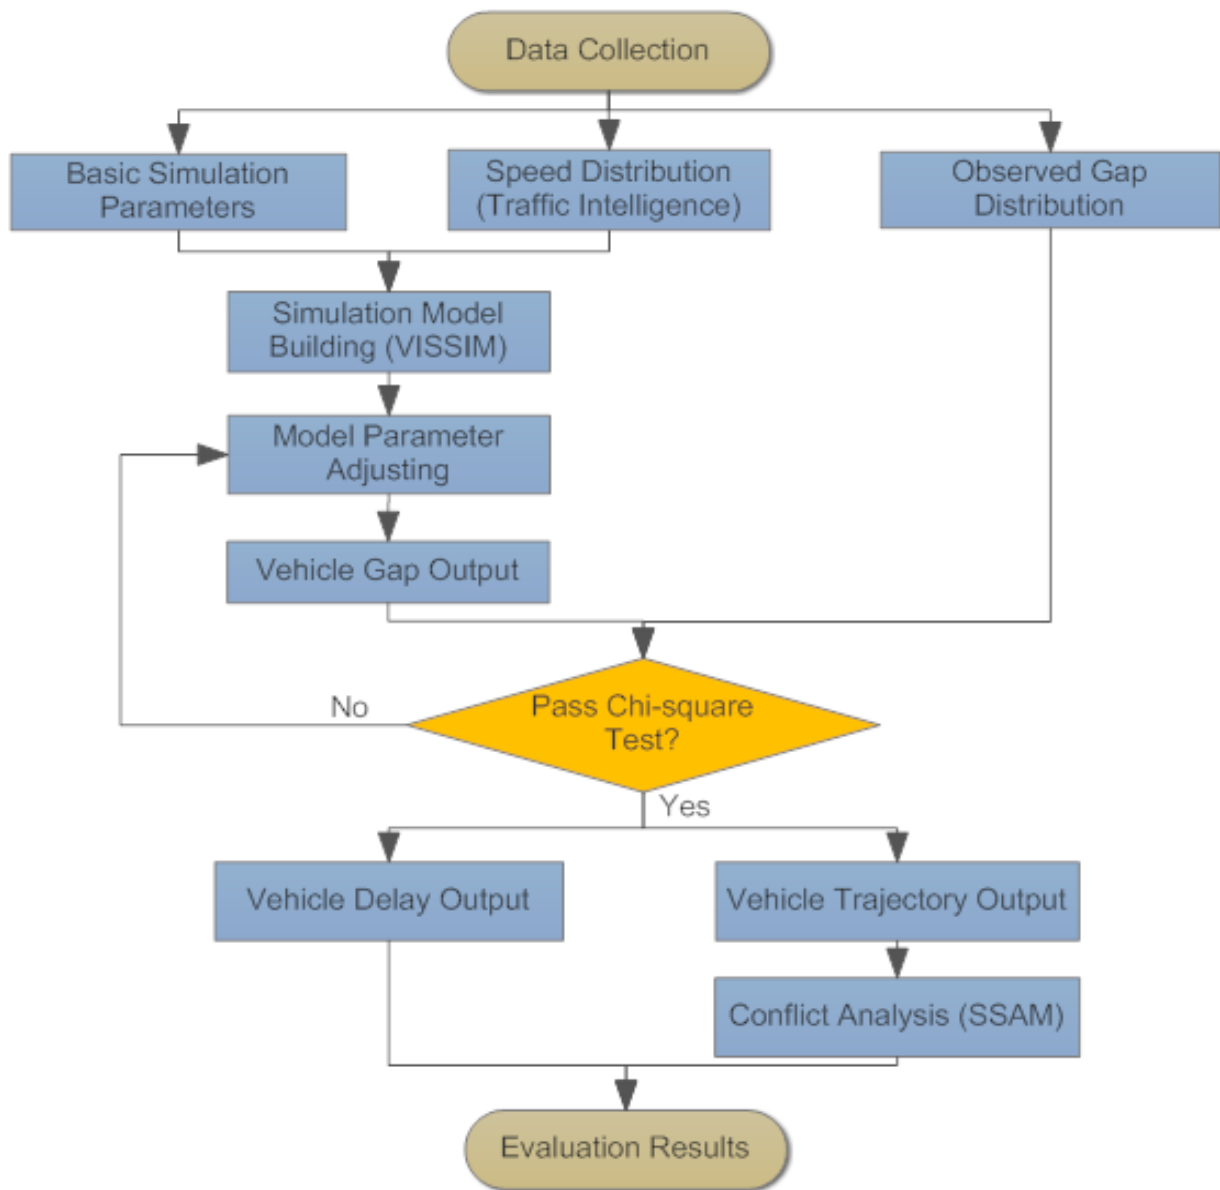 Data Collection
Basic Simulation
Parameters
Speed Distribution
(Traffic Intelligence)
Observed Gap
Distribution
Simulation Model
Building (VISSIM)
Model Parameter
Adjusting
Vehicle Gap Output
Pass Chi-square
Test?
No
Yes
Vehicle Delay Output
Vehicle Trajectory Output
Conflict Analysis (SSAM)
Evaluation Results